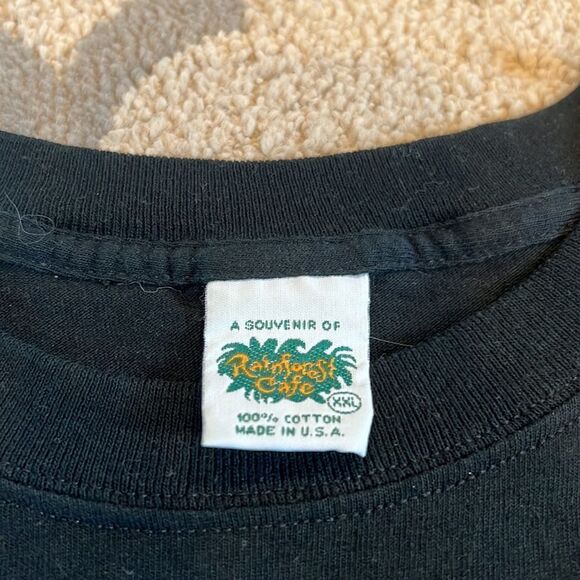 A SOUVENIR OF
Rainforest
Cafe
XXL
100% COTTON
MADE IN U.S.A.